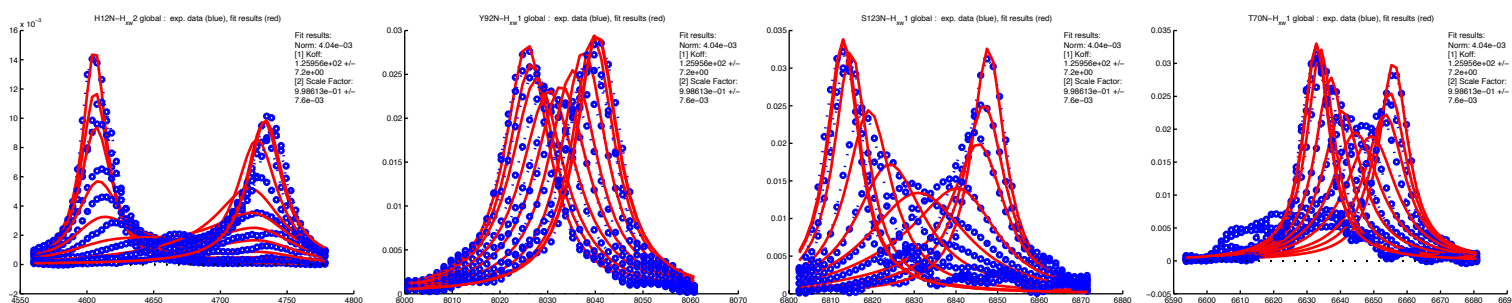 H12N−Hxw2 global : exp. data (blue), fit results (red)
16 x 10−3
14
12
10
8
6
4
2
0
−2
4550 4600 4650 4700 4750 4800
Fit results:
Norm: 4.04e−03
[1] Koff:
1.25956e+02 +/−
7.2e+00
[2] Scale Factor:
9.98613e−01 +/−
7.6e−03
Y92N−Hxw1 global : exp. data (blue), fit results (red)
0.03
0.025
0.02
0.015
0.01
0.005
0
8000 8010 8020 8030 8040 8050 8060 8070
Fit results:
Norm: 4.04e−03
[1] Koff:
1.25956e+02 +/−
7.2e+00
[2] Scale Factor:
9.98613e−01 +/−
7.6e−03
S123N−Hxw1 global : exp. data (blue), fit results (red)
0.035
0.03
0.025
0.02
0.015
0.01
0.005
0
6800 6810 6820 6830 6840 6850 6860 6870 6880
Fit results:
Norm: 4.04e−03
[1] Koff:
1.25956e+02 +/−
7.2e+00
[2] Scale Factor:
9.98613e−01 +/−
7.6e−03
T70N−Hxw1 global : exp. data (blue), fit results (red)
0.035
0.03
0.025
0.02
0.015
0.01
0.005
0
−0.005
6590 6600 6610 6620 6630 6640 6650 6660 6670 6680
Fit results:
Norm: 4.04e−03
[1] Koff:
1.25956e+02 +/−
7.2e+00
[2] Scale Factor:
9.98613e−01 +/−
7.6e−03